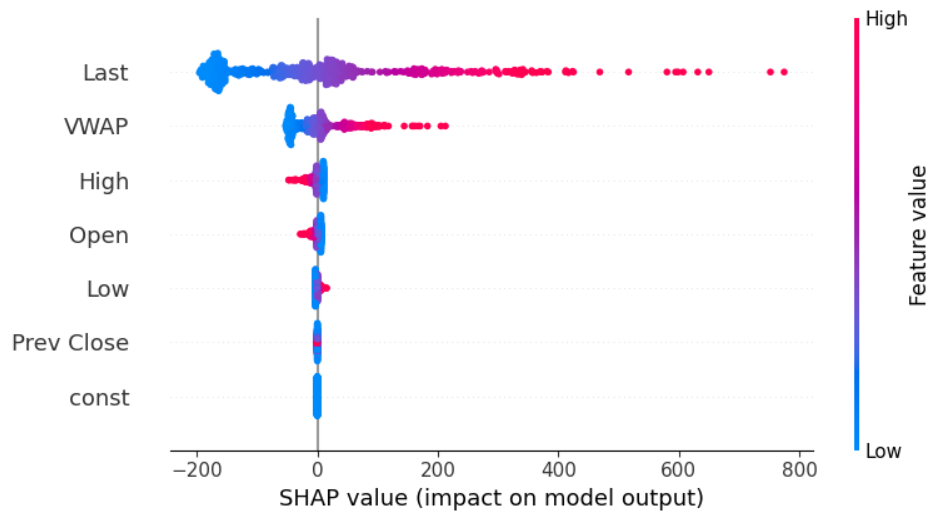 High
Last
VWAP
High
Open
Low
Prev Close
const
Feature value
Low
−200 0 200 400 600 800
SHAP value (impact on model output)